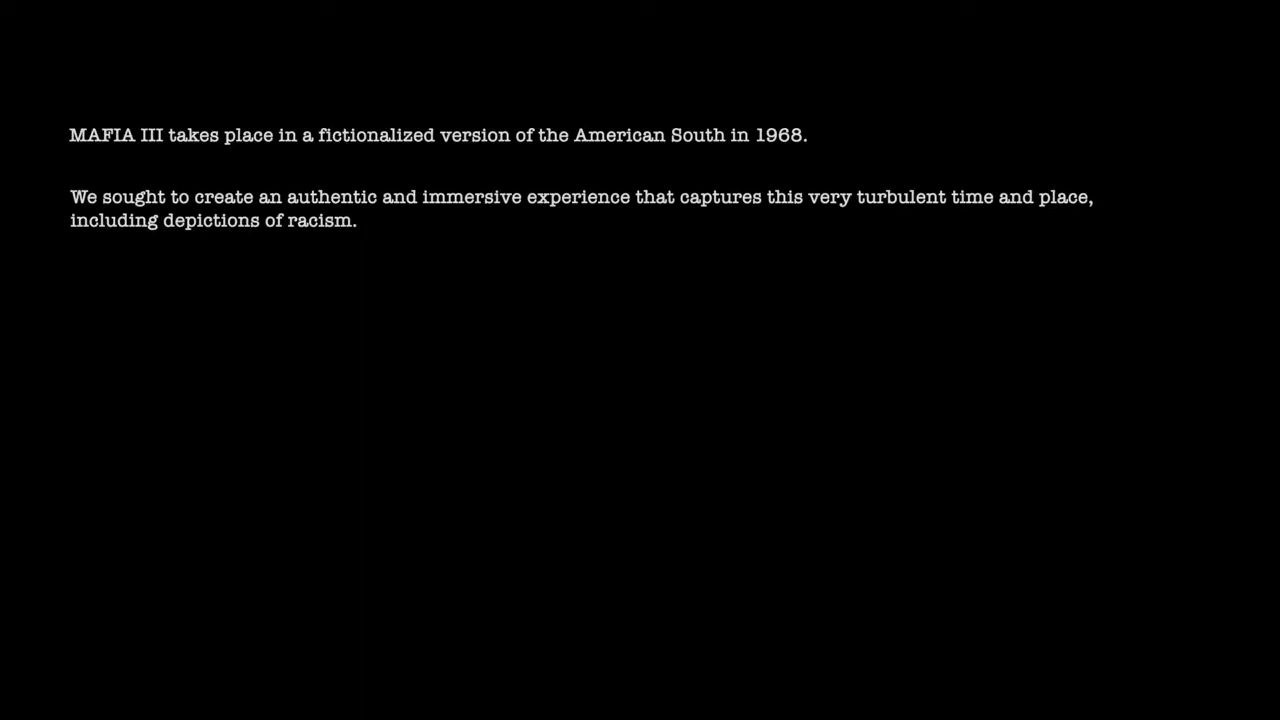 MAFIA III takes place in a fictionalized version of the American South in 1968.
We sought to create an authentic and immersive experience that captures this very turbulent time and place,
including depictions of racism.